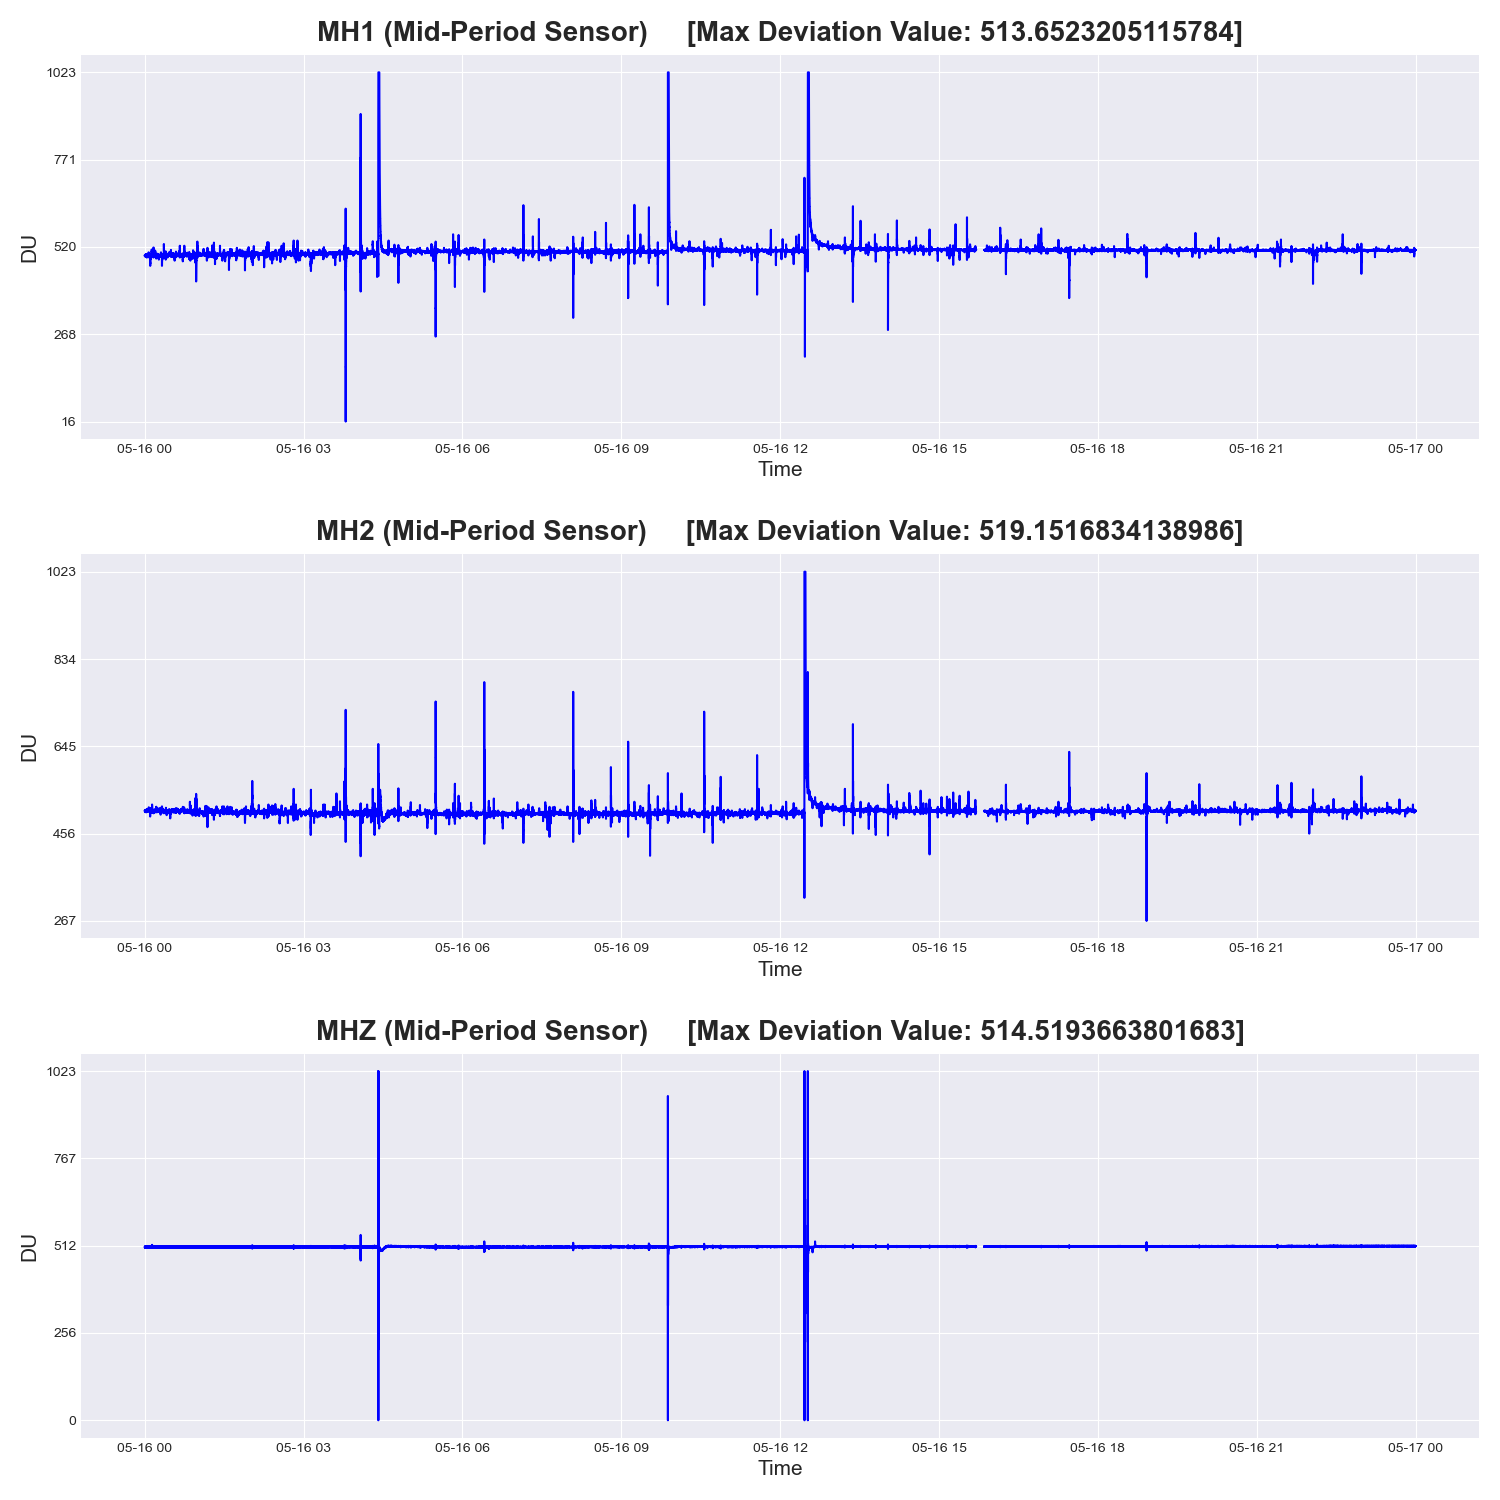 MH1 (Mid-Period Sensor) [Max Deviation Value: 513.6523205115784]
1023
771
520
268
16
DU
05-16 00 05-16 03 05-16 06 05-16 09 05-16 12 05-16 15 05-16 18 05-16 21 05-17 00
Time
MH2 (Mid-Period Sensor) [Max Deviation Value: 519.1516834138986]
1023
834
645
456
267
DU
05-16 00 05-16 03 05-16 06 05-16 09 05-16 12 05-16 15 05-16 18 05-16 21 05-17 00
Time
MHZ (Mid-Period Sensor) [Max Deviation Value: 514.5193663801683]
1023
767
512
256
0
DU
05-16 00 05-16 03 05-16 06 05-16 09 05-16 12 05-16 15 05-16 18 05-16 21 05-17 00
Time